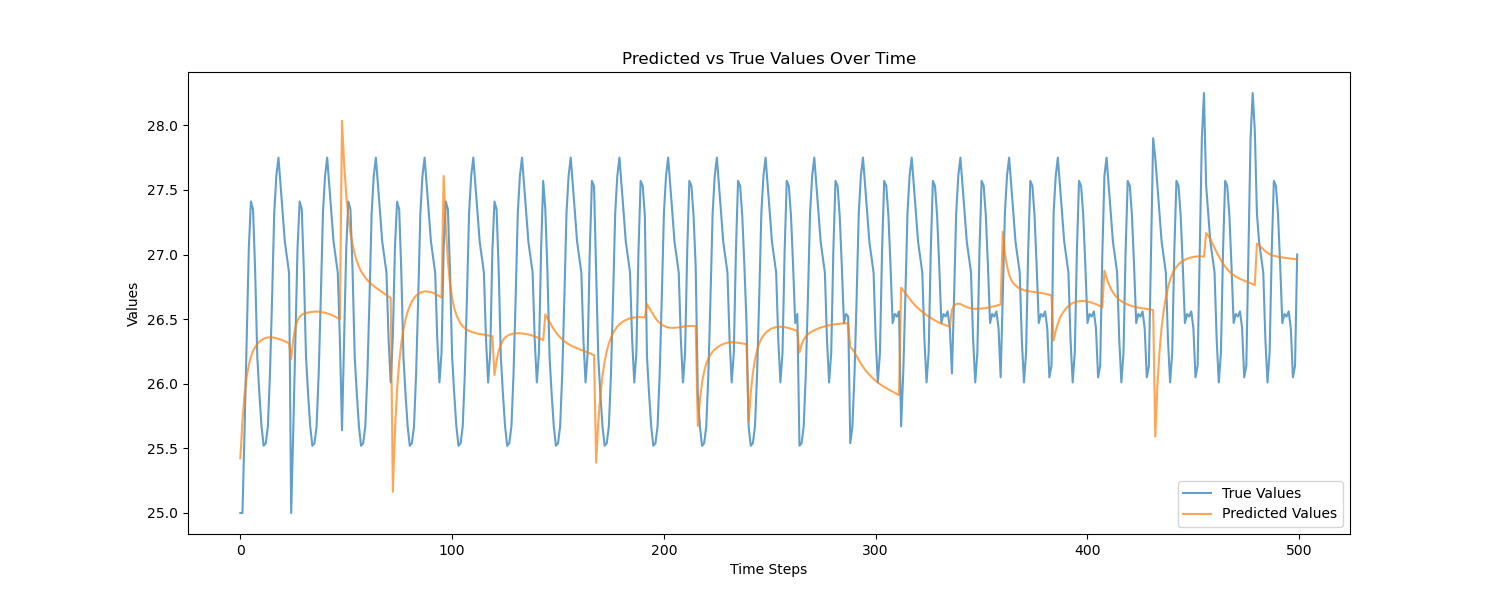 Predicted vs True Values Over Time
Values
28.0
27.5
27.0
26.5
26.0
25.5
25.0
0
100
200
300
400
500
Time Steps
True Values
Predicted Values